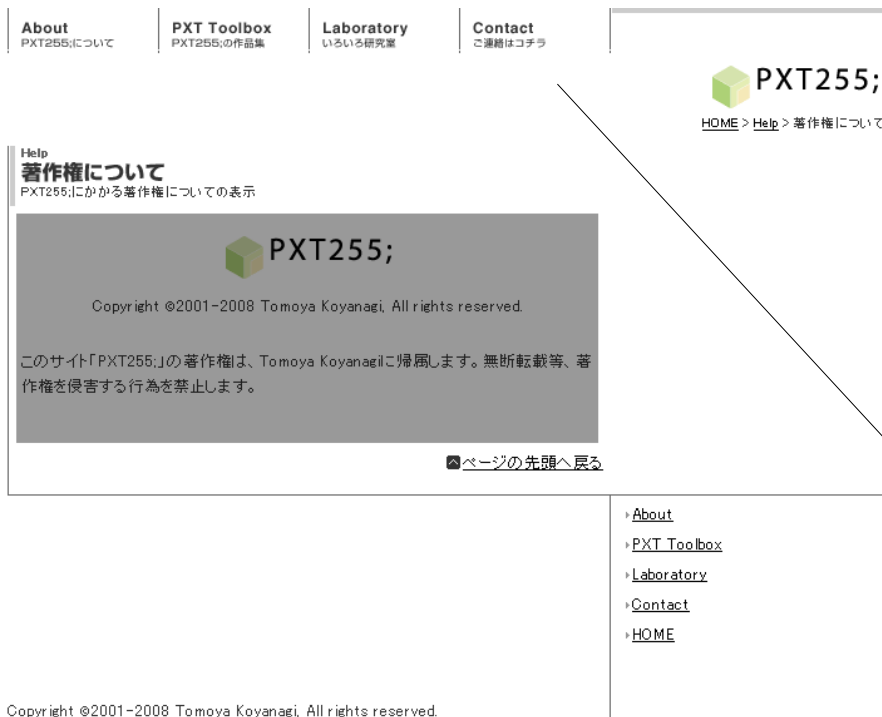 About
PXT255;について
PXT Toolbox
PXT255;の作品集
Laboratory
いろいろ研究室
Contact
ご連絡はコチラ
PXT255;
HOME > Help > 著作権について
Help
著作権について
PXT255;にかかる著作権についての表示
PXT255;
Copyright ©2001-2008 Tomoya Koyanagi, All rights reserved.
このサイト「PXT255;」の著作権は、Tomoya Koyanagiに帰属します。無断転載等、著
作権を侵害する行為を禁止します。
ページの先頭へ戻る
About
PXT Toolbox
Laboratory
Contact
HOME
Copyright ©2001-2008 Tomoya Koyanagi, All rights reserved.